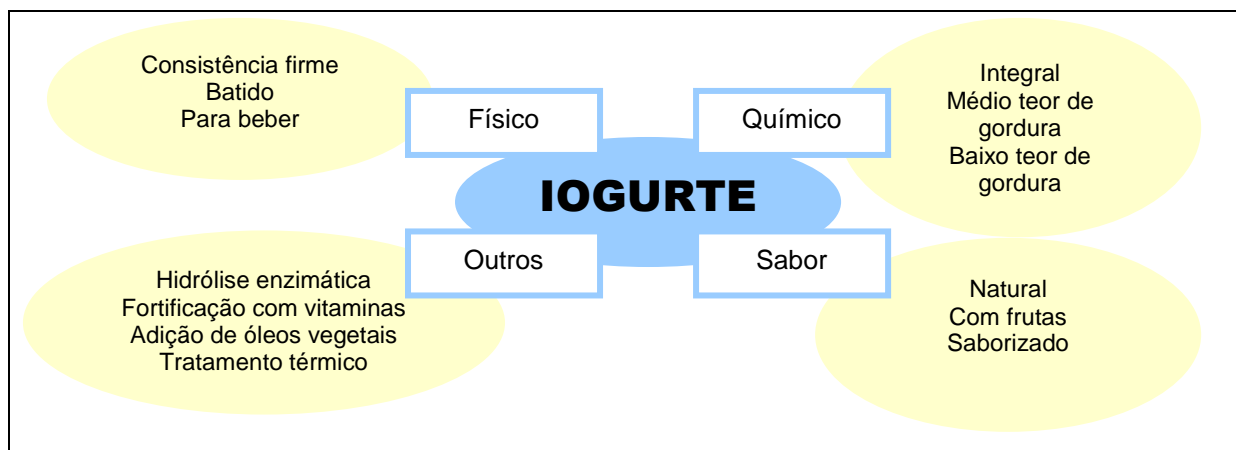 Consistência firme
Batido
Para beber
Físico
Químico
Integral
Médio teor de
gordura
Baixo teor de
gordura
IOGURTE
Outros
Sabor
Hidrólise enzimática
Fortificação com vitaminas
Adição de óleos vegetais
Tratamento térmico
Natural
Com frutas
Saborizado